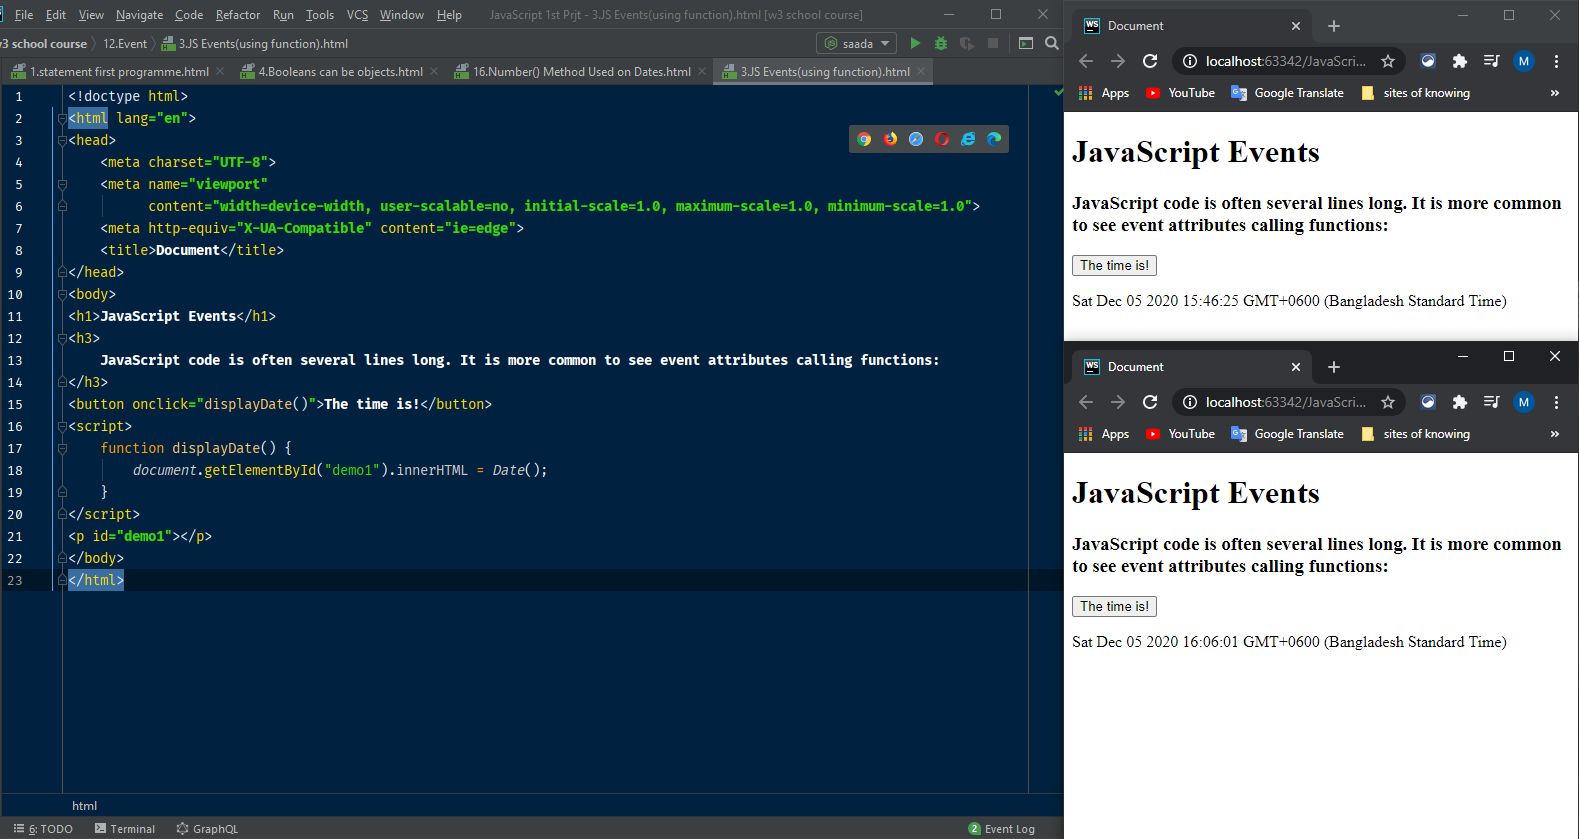 File Edit View Navigate Code Refactor Run Tools VCS Window Help JavaScript 1st Prjt - 3.JS Events(using function).html [w3 school course]
w3 school course 12.Event 3.JS Events(using function).html saada
1.statement first programme.html 4.Booleans can be objects.html 16.Number() Method Used on Dates.html 3.JS Events(using function).html
1 <!doctype html>
2 <html lang="en">
3 <head>
4 <meta charset="UTF-8">
5 <meta name="viewport"
6 content="width=device-width, user-scalable=no, initial-scale=1.0, maximum-scale=1.0, minimum-scale=1.0">
7 <meta http-equiv="X-UA-Compatible" content="ie=edge">
8 <title>Document</title>
9 </head>
10 <body>
11 <h1>JavaScript Events</h1>
12 <h3>
13 JavaScript code is often several lines long. It is more common to see event attributes calling functions:
14 </h3>
15 <button onclick="displayDate()">The time is!</button>
16 <script>
17 function displayDate() {
18 document.getElementById("demo1").innerHTML = Date();
19 }
20 </script>
21 <p id="demo1"></p>
22 </body>
23 </html>
html
6: TODO Terminal GraphQL 2 Event Log
WS Document
localhost:63342/JavaScri... M
Apps YouTube Google Translate sites of knowing »
JavaScript Events
JavaScript code is often several lines long. It is more common
to see event attributes calling functions:
The time is!
Sat Dec 05 2020 15:46:25 GMT+0600 (Bangladesh Standard Time)
WS Document
localhost:63342/JavaScri... M
Apps YouTube Google Translate sites of knowing »
JavaScript Events
JavaScript code is often several lines long. It is more common
to see event attributes calling functions:
The time is!
Sat Dec 05 2020 16:06:01 GMT+0600 (Bangladesh Standard Time)